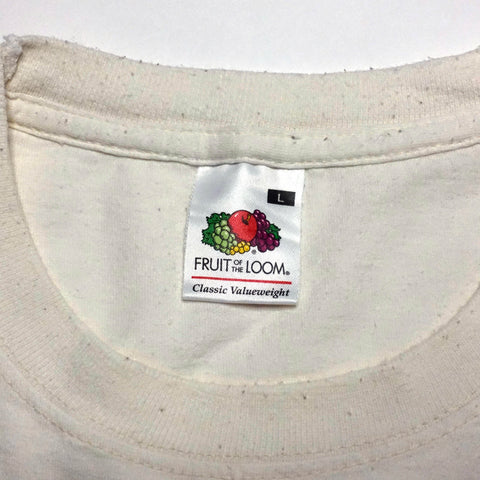 L
FRUIT OF THE LOOM®
Classic Valueweight